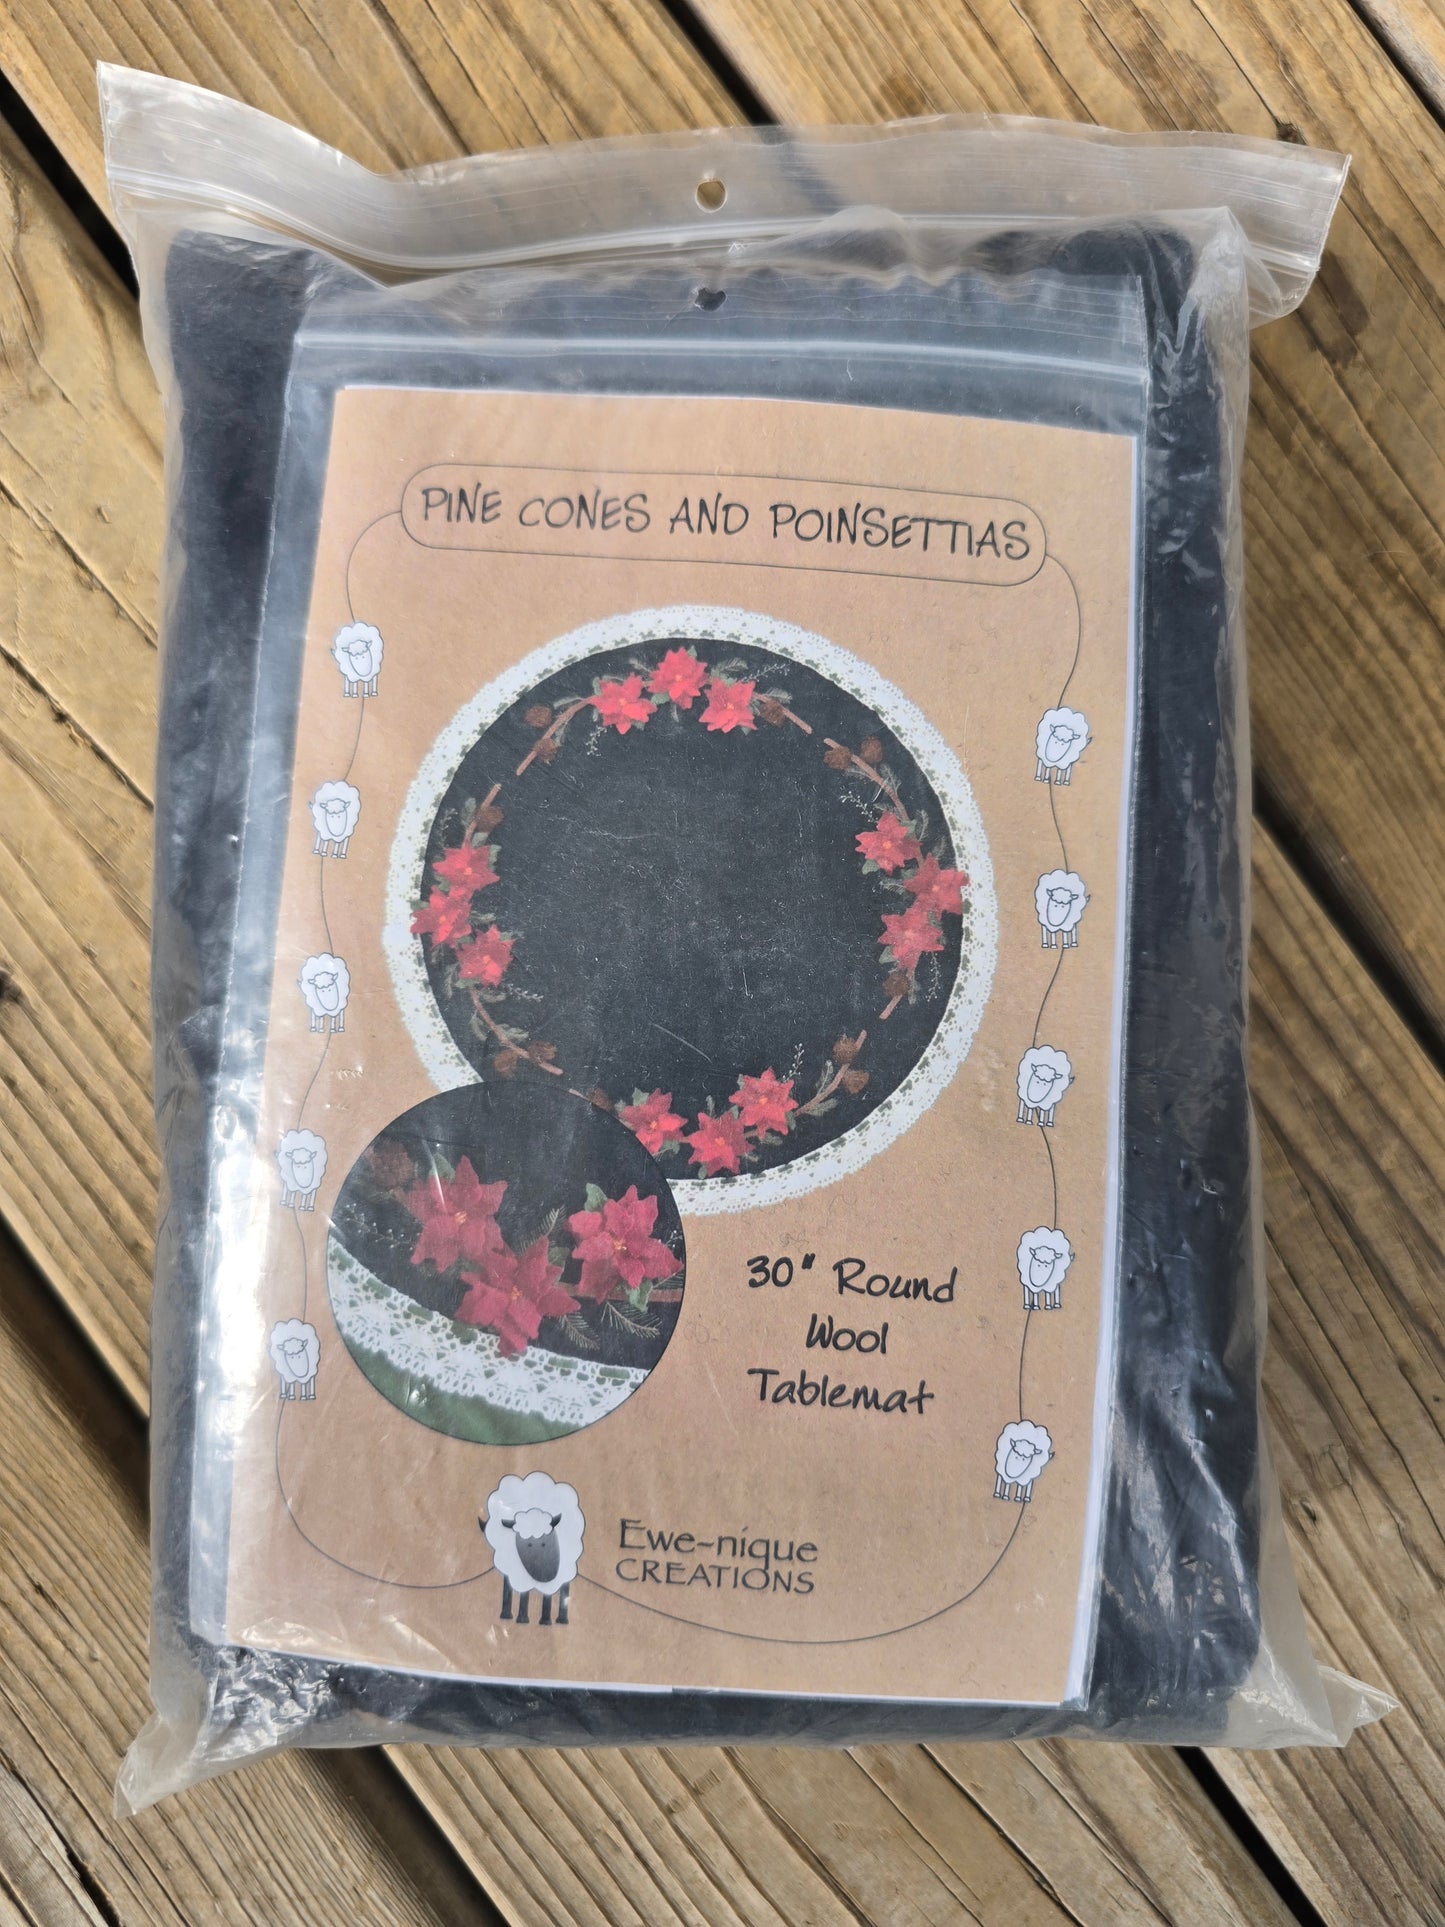 PINE CONES AND POINSETTIAS
30" Round
Wool
Tablemat
Ewe-nique
CREATIONS